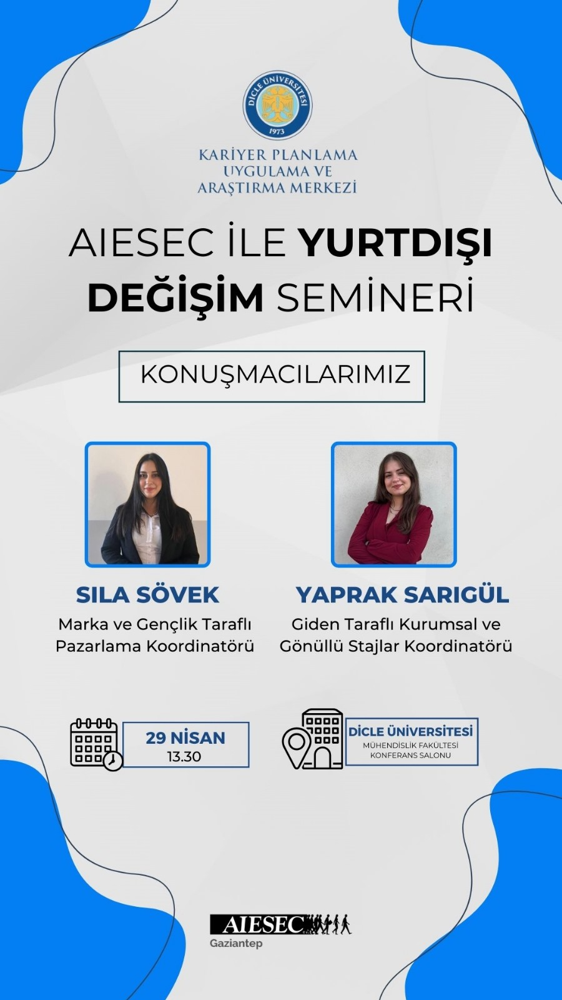 DİCLE ÜNİVERSİTESİ
1973
KARİYER PLANLAMA
UYGULAMA VE
ARAŞTIRMA MERKEZİ
AIESEC İLE YURTDIŞI
DEĞİŞİM SEMİNERİ
KONUŞMACILARIMIZ
SILA SÖVEK
Marka ve Gençlik Taraflı
Pazarlama Koordinatörü
YAPRAK SARIGÜL
Giden Taraflı Kurumsal ve
Gönüllü Stajlar Koordinatörü
29 NİSAN
13.30
DİCLE ÜNİVERSİTESİ
MÜHENDİSLİK FAKÜLTESİ
KONFERANS SALONU
AIESEC
Gaziantep